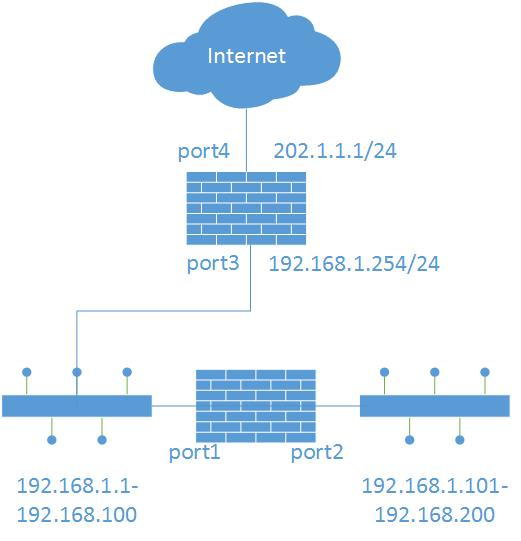 Internet
port4 202.1.1.1/24
port3 192.168.1.254/24
port1 port2
192.168.1.1-
192.168.100
192.168.1.101-
192.168.200